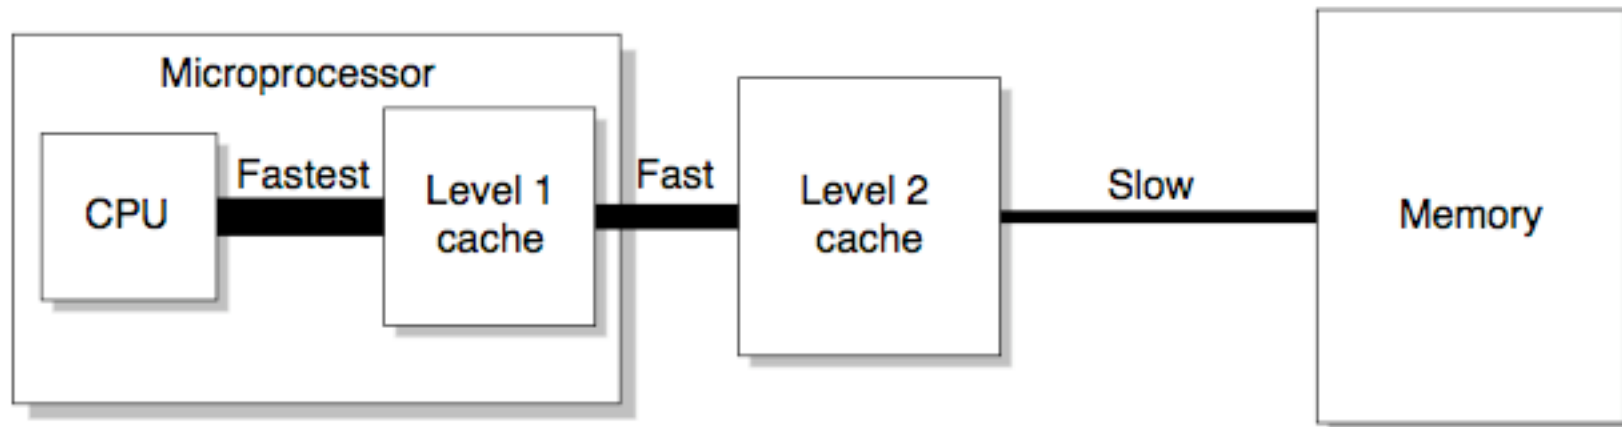 Microprocessor
CPU
Fastest
Level 1
cache
Fast
Level 2
cache
Slow
Memory